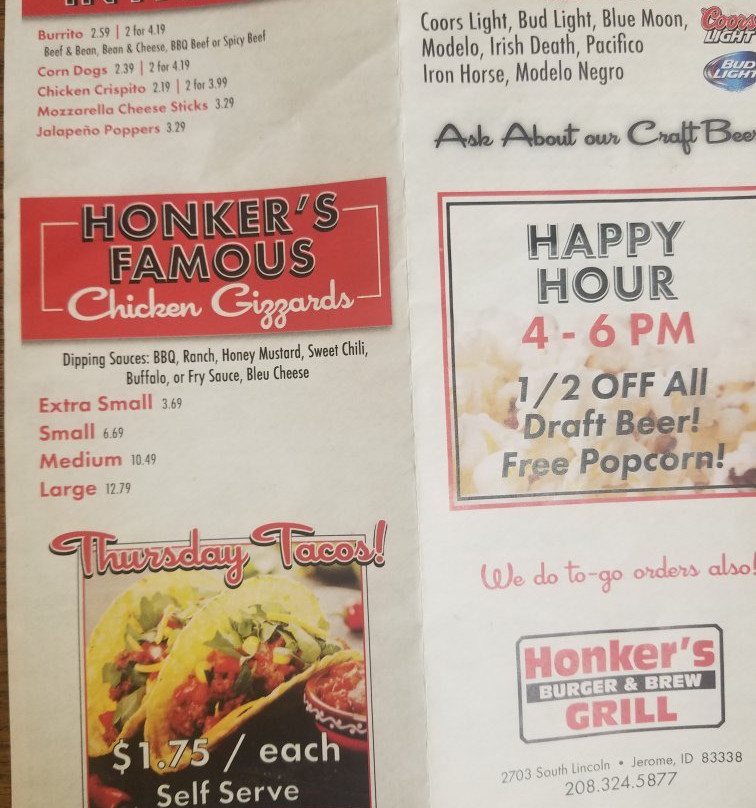 Burrito 2.59 | 2 for 4.19
Beef & Bean, Bean & Cheese, BBQ Beef or Spicy Beef
Corn Dogs 2.39 | 2 for 4.19
Chicken Crispito 2.19 | 2 for 3.99
Mozzarella Cheese Sticks 3.29
Jalapeño Poppers 3.29
HONKER'S
FAMOUS
Chicken Gizzards
Dipping Sauces: BBQ, Ranch, Honey Mustard, Sweet Chili,
Buffalo, or Fry Sauce, Bleu Cheese
Extra Small 3.69
Small 6.69
Medium 10.49
Large 12.79
Thursday Tacos!
$1.75 / each
Self Serve
Coors Light, Bud Light, Blue Moon,
Modelo, Irish Death, Pacifico
Iron Horse, Modelo Negro
Coors
LIGHT
BUD
LIGHT
Ask About our Craft Beer
HAPPY
HOUR
4 - 6 PM
1/2 OFF All
Draft Beer!
Free Popcorn!
We do to-go orders also!
Honker's
BURGER & BREW
GRILL
2703 South Lincoln • Jerome, ID 83338
208.324.5877